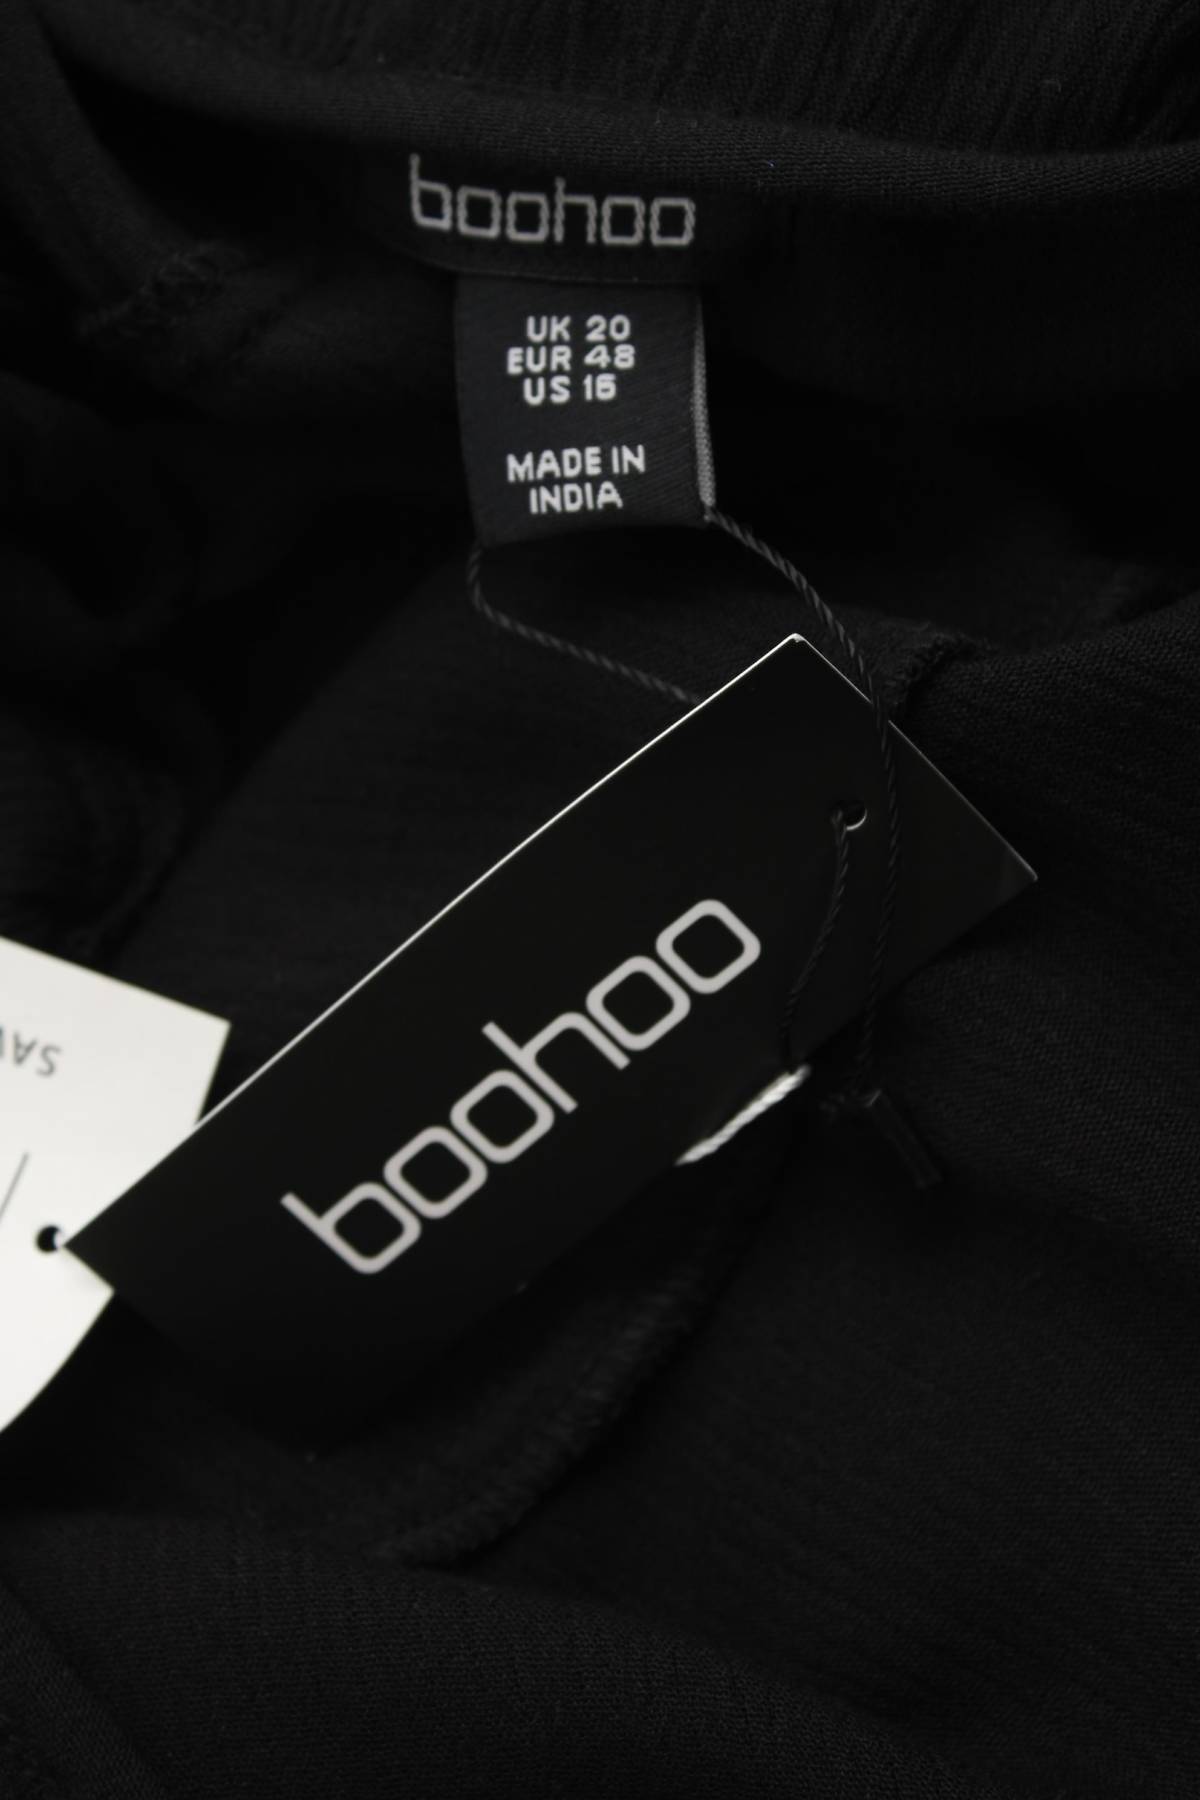 boohoo
UK 20
EUR 48
US 16
MADE IN
INDIA
boohoo